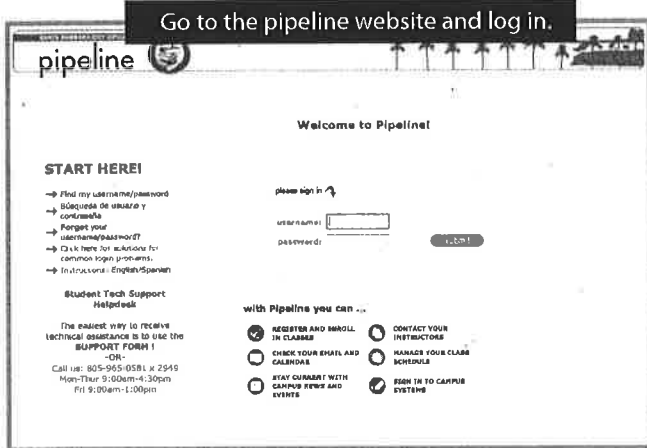 Go to the pipeline website and log in.
pipeline
Welcome to Pipeline!
START HERE!
Find my username/password
Búsqueda de usuario y
contraseña
Forgot your
username/password?
Click here for solutions for
common login problems.
Instructions: English/Spanish
Student Tech Support
Helpdesk
The easiest way to receive
technical assistance is to use the
SUPPORT FORM !
-OR-
Call us: 805-965-0581 x 2949
Mon-Thur 9:00am-4:30pm
Fri 9:00am-1:00pm
please sign in
username:
password:
submit
with Pipeline you can ...
REGISTER AND ENROLL
IN CLASSES
CONTACT YOUR
INSTRUCTORS
CHECK YOUR EMAIL AND
CALENDAR
MANAGE YOUR CLASS
SCHEDULE
STAY CURRENT WITH
CAMPUS NEWS AND
EVENTS
SIGN IN TO CAMPUS
SYSTEMS